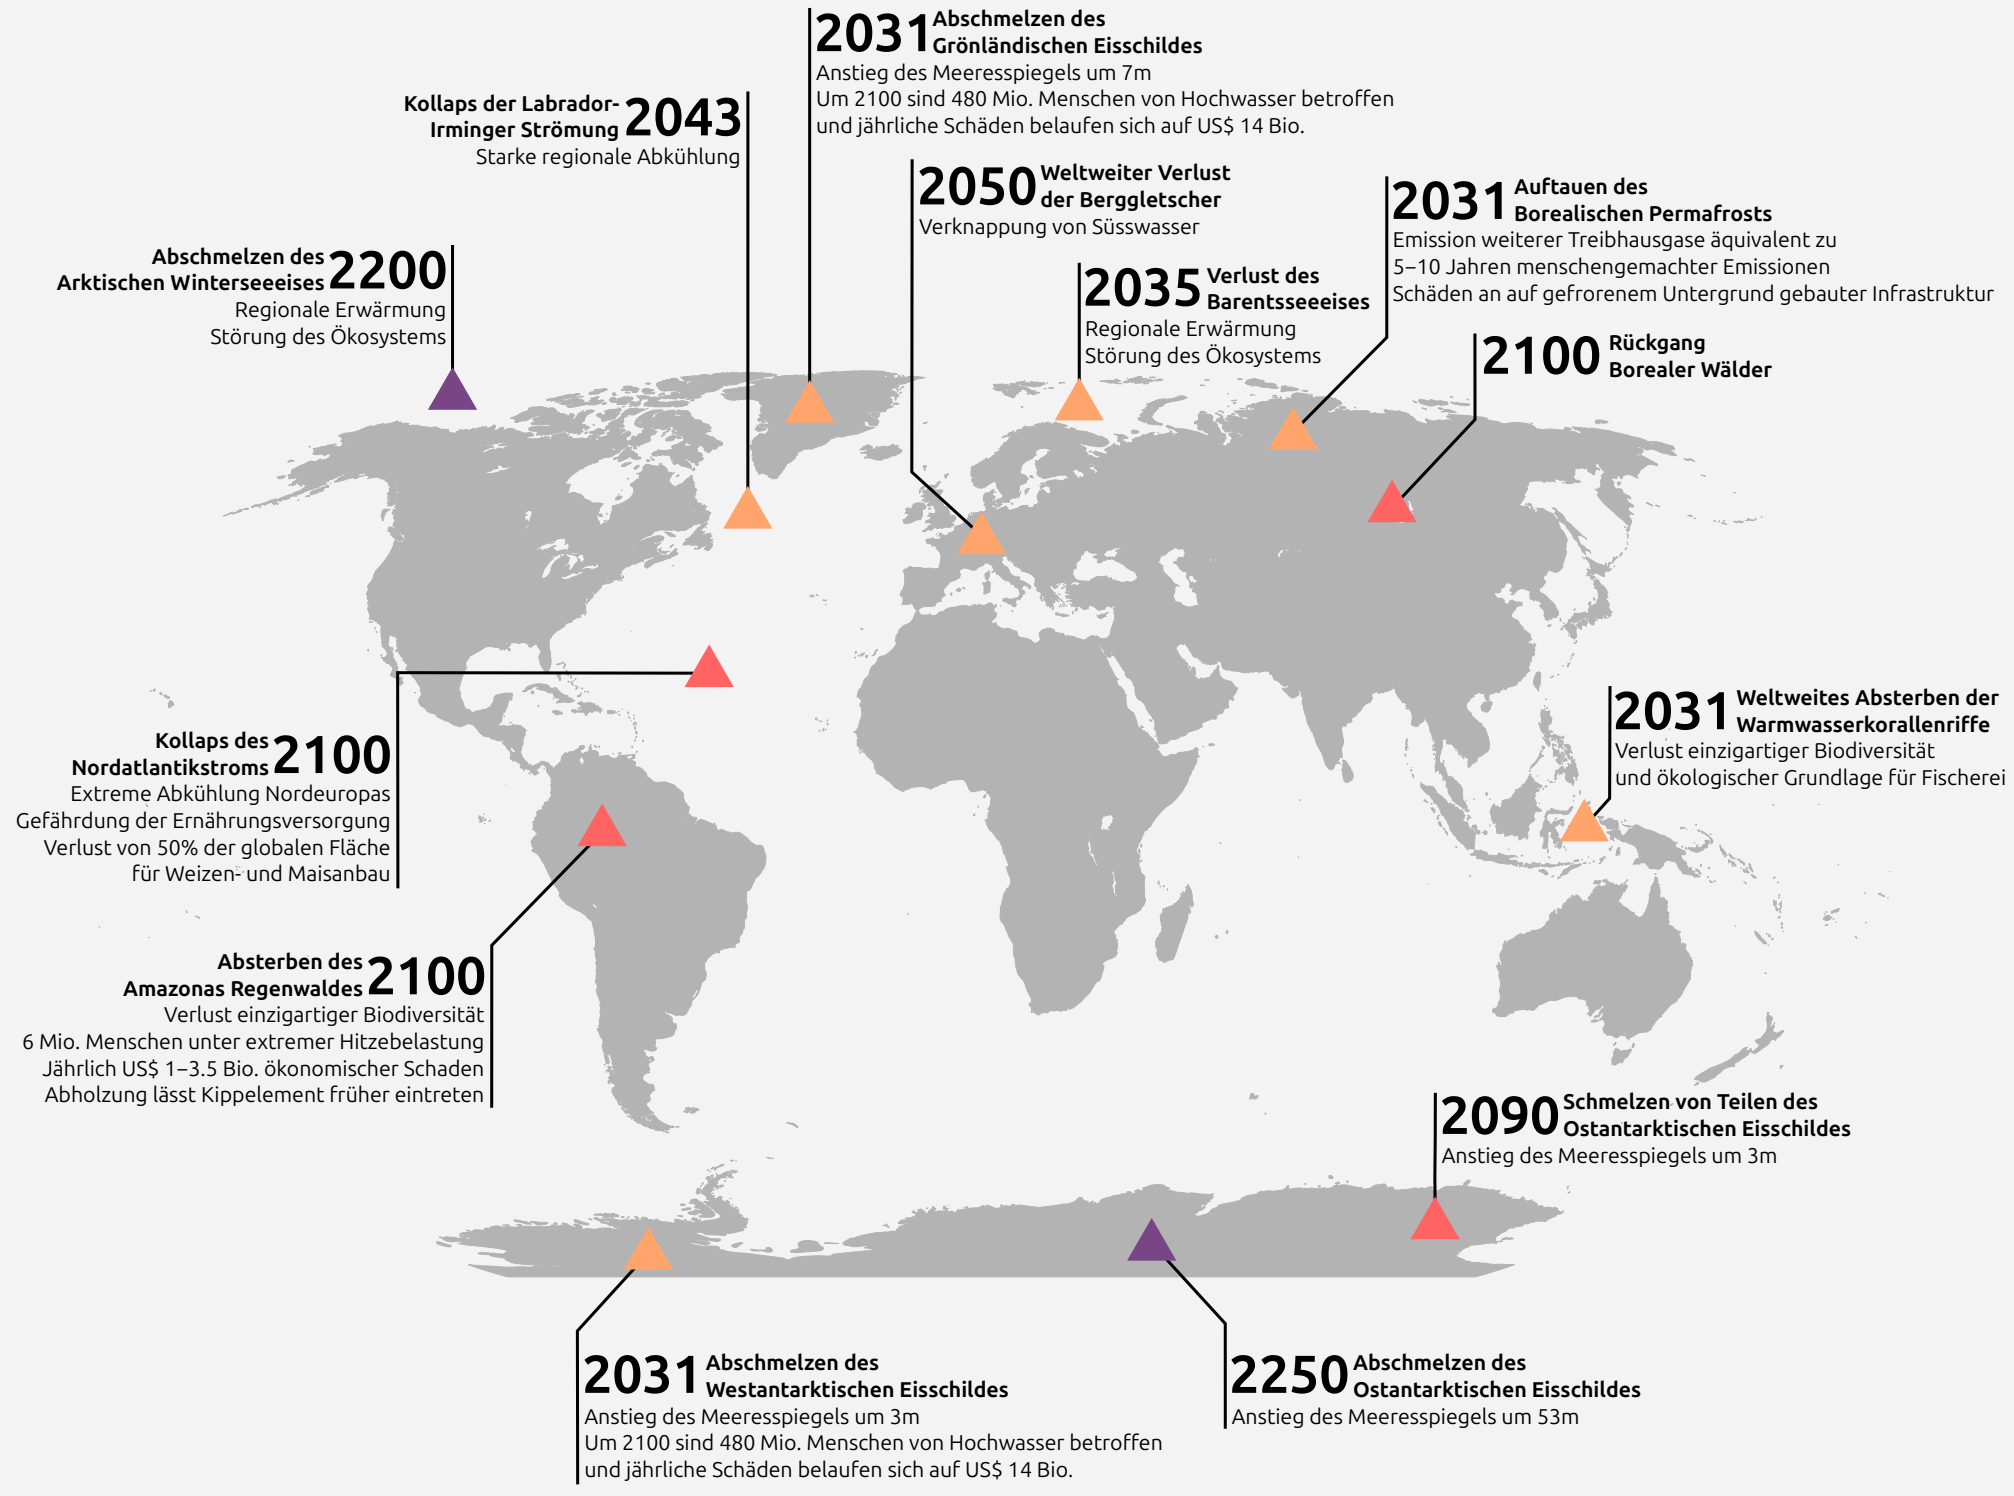 2031 Abschmelzen des
Grönländischen Eisschildes
Anstieg des Meeresspiegels um 7m
Um 2100 sind 480 Mio. Menschen von Hochwasser betroffen
und jährliche Schäden belaufen sich auf US$ 14 Bio.
Kollaps der Labrador-
Irminger Strömung 2043
Starke regionale Abkühlung
2050 Weltweiter Verlust
der Berggletscher
Verknappung von Süsswasser
2031 Auftauen des
Borealischen Permafrosts
Emission weiterer Treibhausgase äquivalent zu
5–10 Jahren menschengemachter Emissionen
Schäden an auf gefrorenem Untergrund gebauter Infrastruktur
Abschmelzen des
Arktischen Winterseeeises 2200
Regionale Erwärmung
Störung des Ökosystems
2035 Verlust des
Barentsseeeises
Regionale Erwärmung
Störung des Ökosystems
2100 Rückgang
Borealer Wälder
2031 Weltweites Absterben der
Warmwasserkorallenriffe
Verlust einzigartiger Biodiversität
und ökologischer Grundlage für Fischerei
Kollaps des
Nordatlantikstroms 2100
Extreme Abkühlung Nordeuropas
Gefährdung der Ernährungsversorgung
Verlust von 50% der globalen Fläche
für Weizen- und Maisanbau
Absterben des
Amazonas Regenwaldes 2100
Verlust einzigartiger Biodiversität
6 Mio. Menschen unter extremer Hitzebelastung
Jährlich US$ 1–3.5 Bio. ökonomischer Schaden
Abholzung lässt Kippelement früher eintreten
2090 Schmelzen von Teilen des
Ostantarktischen Eisschildes
Anstieg des Meeresspiegels um 3m
2031 Abschmelzen des
Westantarktischen Eisschildes
Anstieg des Meeresspiegels um 3m
Um 2100 sind 480 Mio. Menschen von Hochwasser betroffen
und jährliche Schäden belaufen sich auf US$ 14 Bio.
2250 Abschmelzen des
Ostantarktischen Eisschildes
Anstieg des Meeresspiegels um 53m